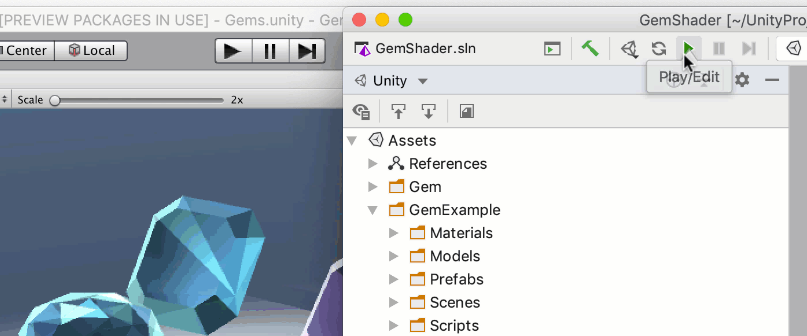 [PREVIEW PACKAGES IN USE] - Gems.unity - Ge
GemShader [~/UnityPro
Center Local
GemShader.sln
Play/Edit
Unity
Scale 2x
Assets
References
Gem
GemExample
Materials
Models
Prefabs
Scenes
Scripts